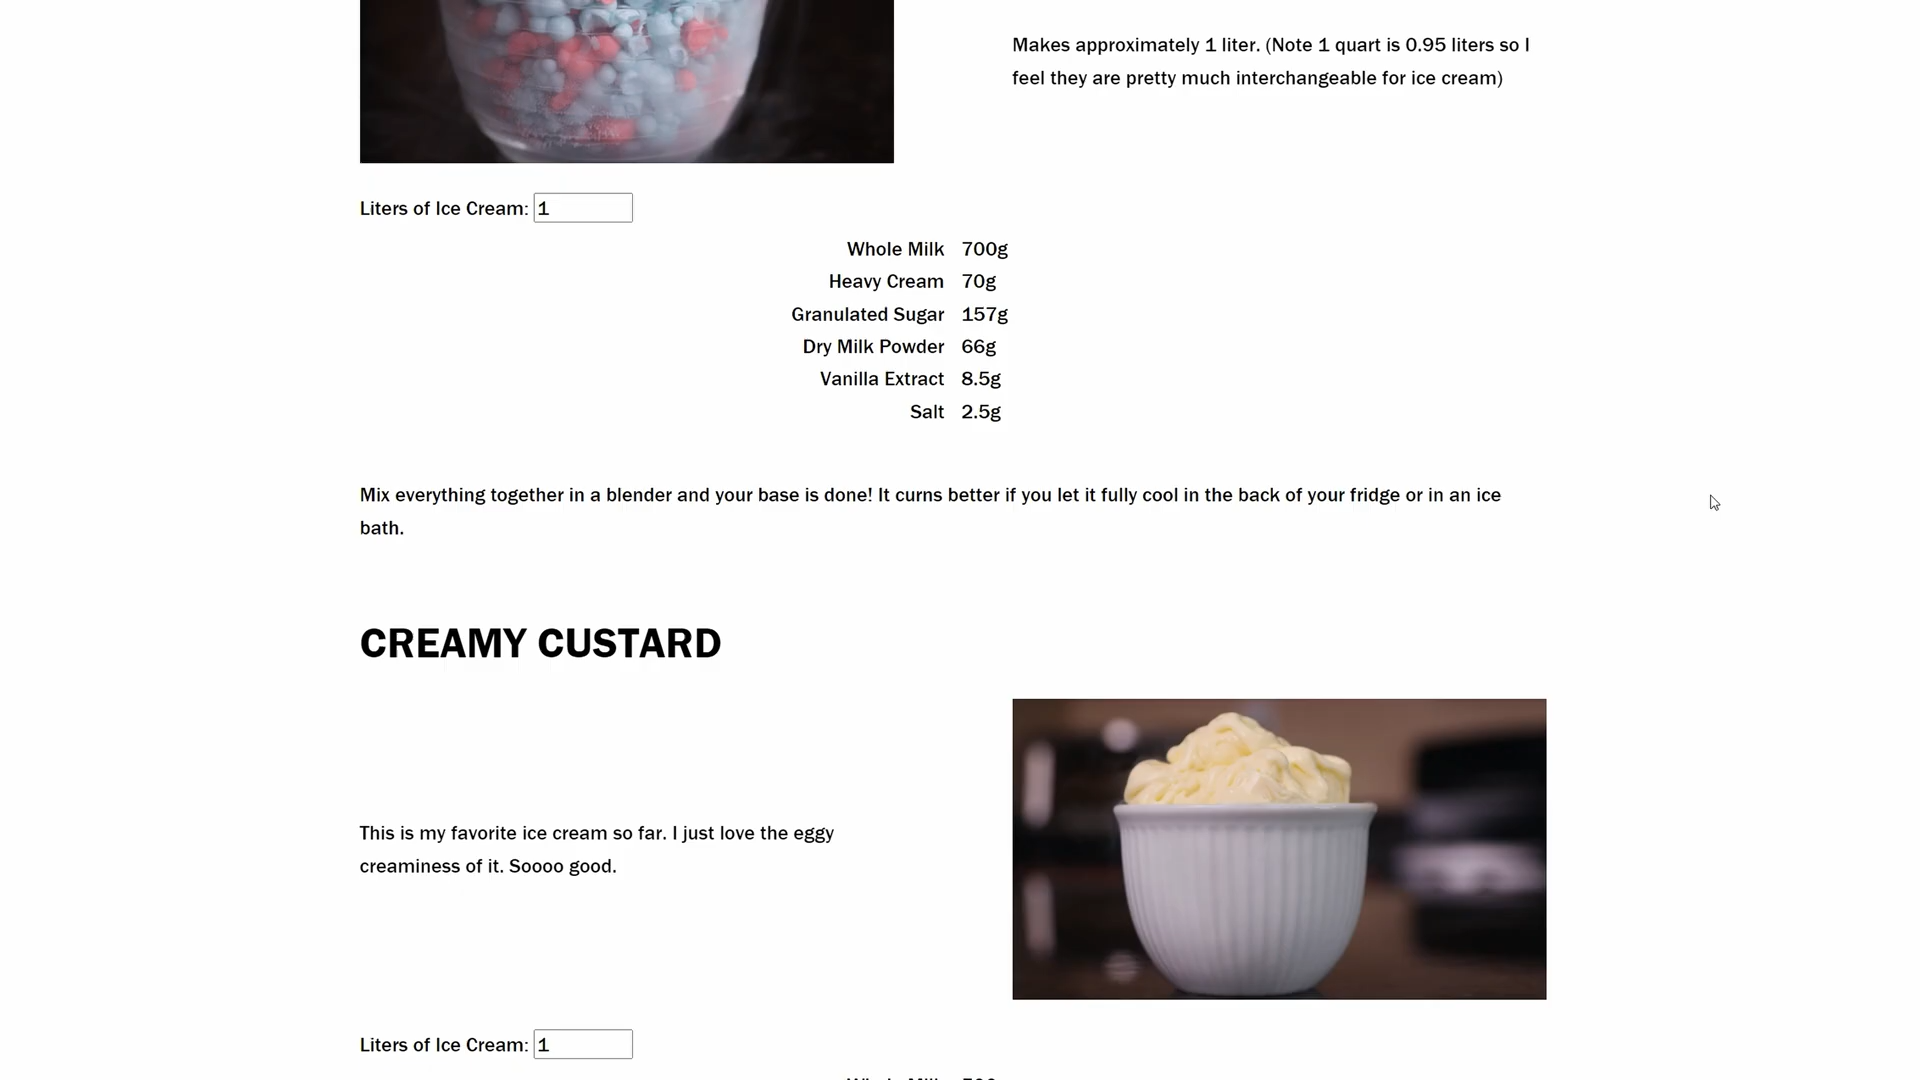 Makes approximately 1 liter. (Note 1 quart is 0.95 liters so I
feel they are pretty much interchangeable for ice cream)
Liters of Ice Cream: 1
Whole Milk 700g
Heavy Cream 70g
Granulated Sugar 157g
Dry Milk Powder 66g
Vanilla Extract 8.5g
Salt 2.5g
Mix everything together in a blender and your base is done! It curns better if you let it fully cool in the back of your fridge or in an ice
bath.
CREAMY CUSTARD
This is my favorite ice cream so far. I just love the eggy
creaminess of it. Soooo good.
Liters of Ice Cream: 1